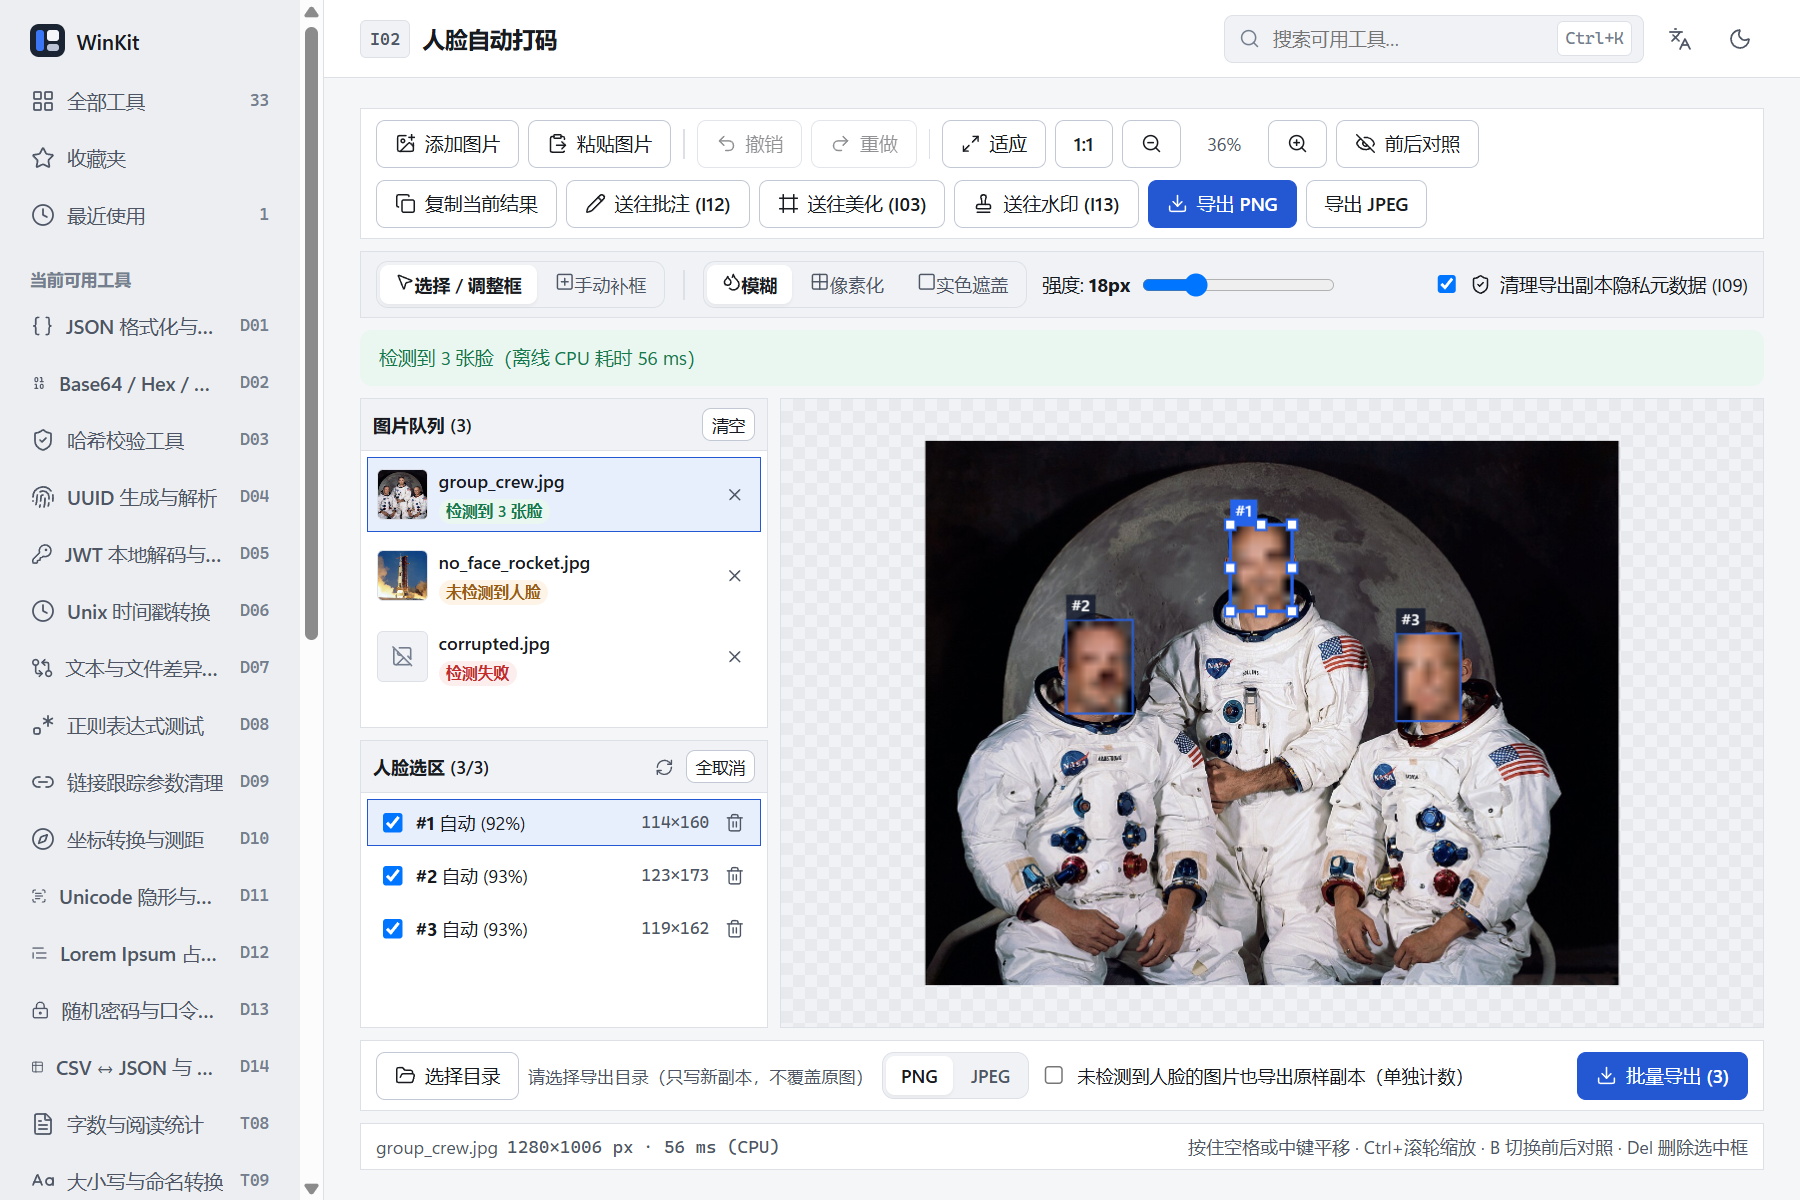 WinKit
全部工具 33
收藏夹
最近使用 1
当前可用工具
JSON 格式化与... D01
Base64 / Hex / ... D02
哈希校验工具 D03
UUID 生成与解析 D04
JWT 本地解码与... D05
Unix 时间戳转换 D06
文本与文件差异... D07
正则表达式测试 D08
链接跟踪参数清理 D09
坐标转换与测距 D10
Unicode 隐形与... D11
Lorem Ipsum 占... D12
随机密码与口令... D13
CSV ↔ JSON 与 ... D14
字数与阅读统计 T08
大小写与命名转换 T09
I02 人脸自动打码
搜索可用工具... Ctrl+K
添加图片 粘贴图片 撤销 重做 适应 1:1 36% 前后对照
复制当前结果 送往批注 (I12) 送往美化 (I03) 送往水印 (I13) 导出 PNG 导出 JPEG
选择 / 调整框 手动补框 模糊 像素化 实色遮盖 强度: 18px 清理导出副本隐私元数据 (I09)
检测到 3 张脸（离线 CPU 耗时 56 ms）
图片队列 (3) 清空
group_crew.jpg
检测到 3 张脸
no_face_rocket.jpg
未检测到人脸
corrupted.jpg
检测失败
人脸选区 (3/3) 全取消
#1 自动 (92%) 114×160
#2 自动 (93%) 123×173
#3 自动 (93%) 119×162
#1
#2
#3
NASA
COLLINS
NASA
ARMSTRONG
NASA
选择目录 请选择导出目录（只写新副本，不覆盖原图） PNG JPEG 未检测到人脸的图片也导出原样副本（单独计数） 批量导出 (3)
group_crew.jpg 1280×1006 px · 56 ms (CPU)
按住空格或中键平移 · Ctrl+滚轮缩放 · B 切换前后对照 · Del 删除选中框